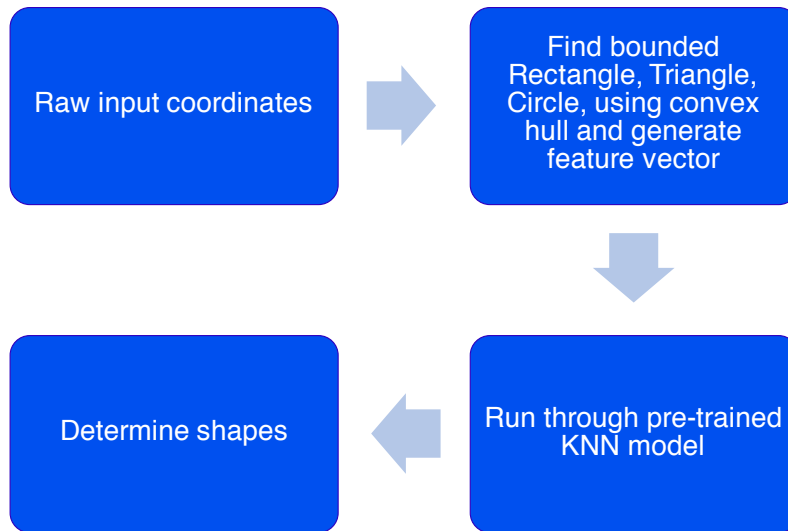 Raw input coordinates
Find bounded
Rectangle, Triangle,
Circle, using convex
hull and generate
feature vector
Run through pre-trained
KNN model
Determine shapes